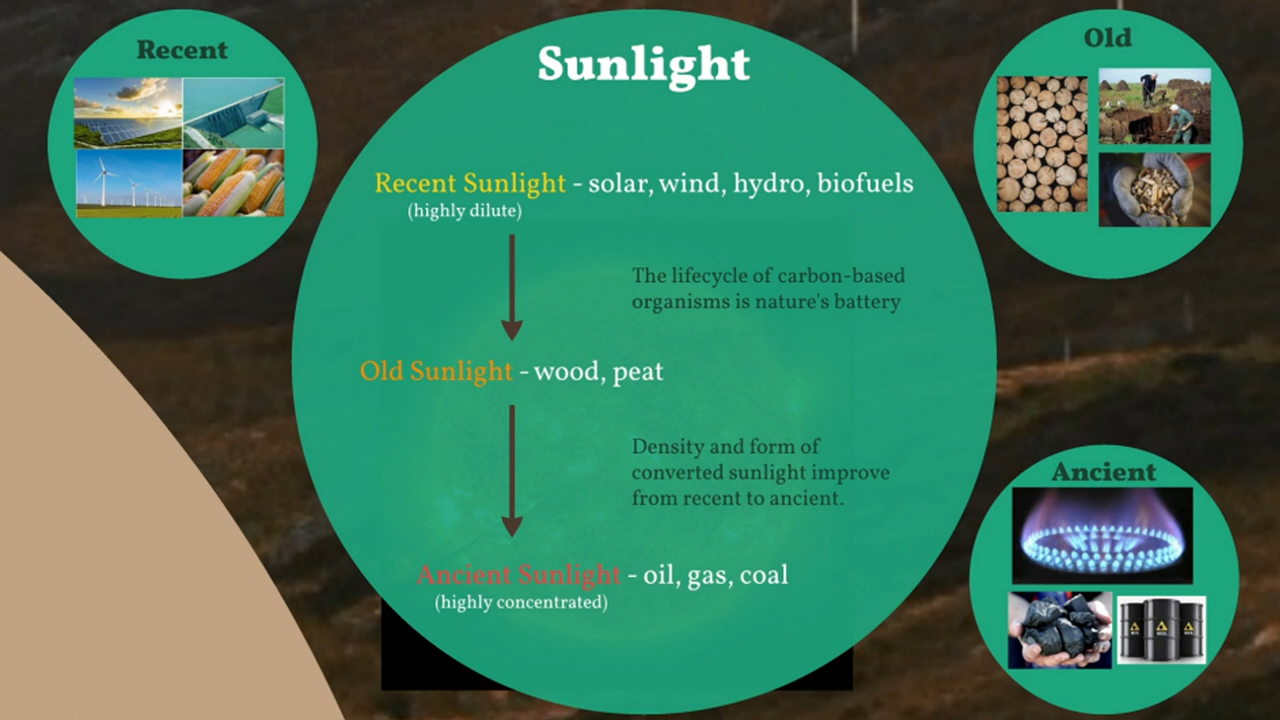 Recent
Sunlight
Old
Recent Sunlight - solar, wind, hydro, biofuels
(highly dilute)
The lifecycle of carbon-based
organisms is nature's battery
Old Sunlight - wood, peat
Density and form of
converted sunlight improve
from recent to ancient.
Ancient
Ancient Sunlight - oil, gas, coal
(highly concentrated)